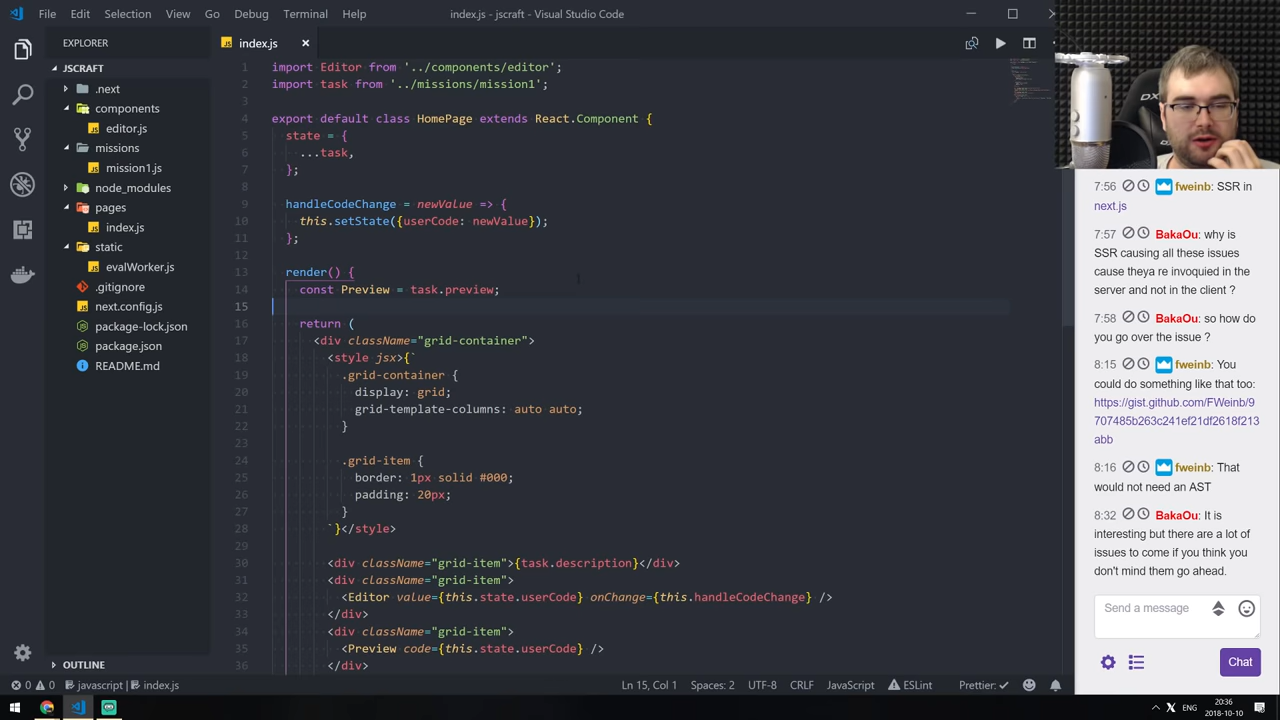 File Edit Selection View Go Debug Terminal Help
index.js - jscraft - Visual Studio Code
EXPLORER
JSCRAFT
.next
components
editor.js
missions
mission1.js
node_modules
pages
index.js
static
evalWorker.js
.gitignore
next.config.js
package-lock.json
package.json
README.md
OUTLINE
index.js
1 import Editor from '../components/editor';
2 import task from '../missions/mission1';
3
4 export default class HomePage extends React.Component {
5 state = {
6 ...task,
7 };
8
9 handleCodeChange = newValue => {
10 this.setState({userCode: newValue});
11 };
12
13 render() {
14 const Preview = task.preview;
15
16 return (
17 <div className="grid-container">
18 <style jsx>{`
19 .grid-container {
20 display: grid;
21 grid-template-columns: auto auto;
22 }
23
24 .grid-item {
25 border: 1px solid #000;
26 padding: 20px;
27 }
28 `}</style>
29
30 <div className="grid-item">{task.description}</div>
31 <div className="grid-item">
32 <Editor value={this.state.userCode} onChange={this.handleCodeChange} />
33 </div>
34 <div className="grid-item">
35 <Preview code={this.state.userCode} />
36 </div>
DX
7:56 fweinb: SSR in
next.js
7:57 BakaOu: why is
SSR causing all these issues
cause theya re invoquied in the
server and not in the client ?
7:58 BakaOu: so how do
you go over the issue ?
8:15 fweinb: You
could do something like that too:
https://gist.github.com/FWeinb/9
707485b263c241ef21df2618f213
abb
8:16 fweinb: That
would not need an AST
8:32 BakaOu: It is
interesting but there are a lot of
issues to come if you think you
don't mind them go ahead.
Send a message
Chat
0 0 javascript index.js
Ln 15, Col 1 Spaces: 2 UTF-8 CRLF JavaScript ESLint Prettier: ✓
ENG
20:36
2018-10-10